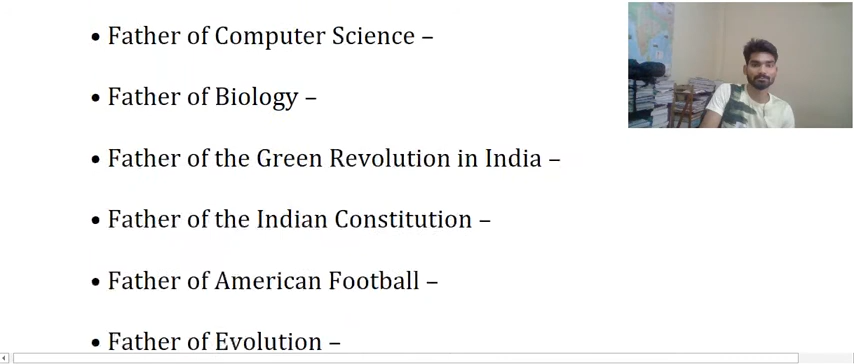 • Father of Computer Science –
• Father of Biology –
• Father of the Green Revolution in India –
• Father of the Indian Constitution –
• Father of American Football –
• Father of Evolution –